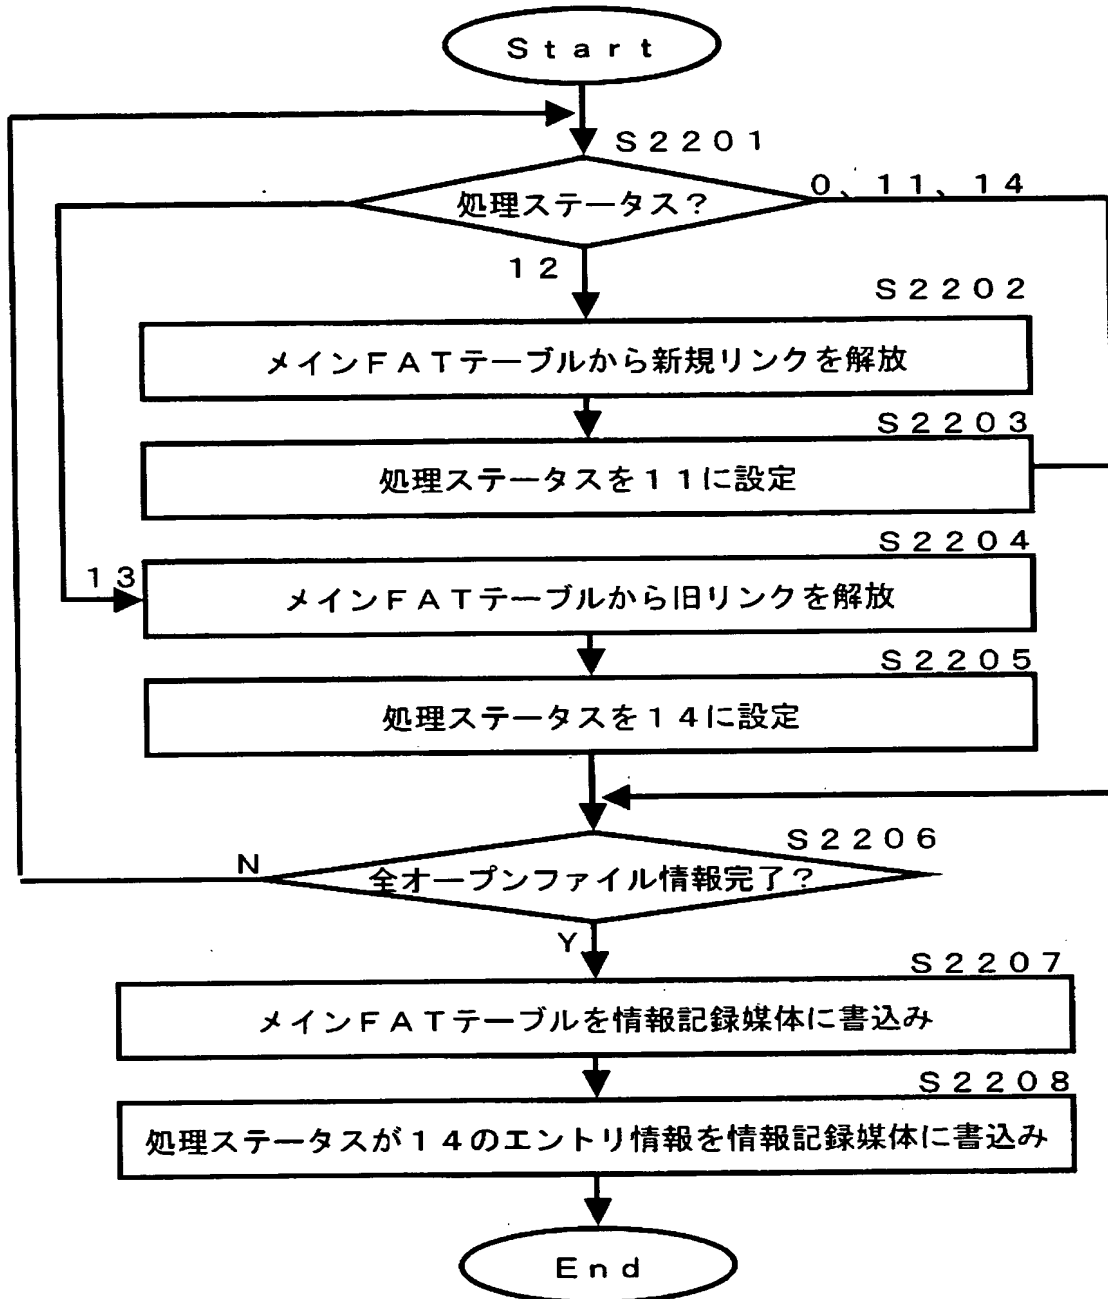 Start
S2201
処理ステータス?
0、11、14
12
S2202
メインFATテーブルから新規リンクを解放
S2203
処理ステータスを11に設定
S2204
13
メインFATテーブルから旧リンクを解放
S2205
処理ステータスを14に設定
S2206
N
全オープンファイル情報完了?
Y
S2207
メインFATテーブルを情報記録媒体に書込み
S2208
処理ステータスが14のエントリ情報を情報記録媒体に書込み
End